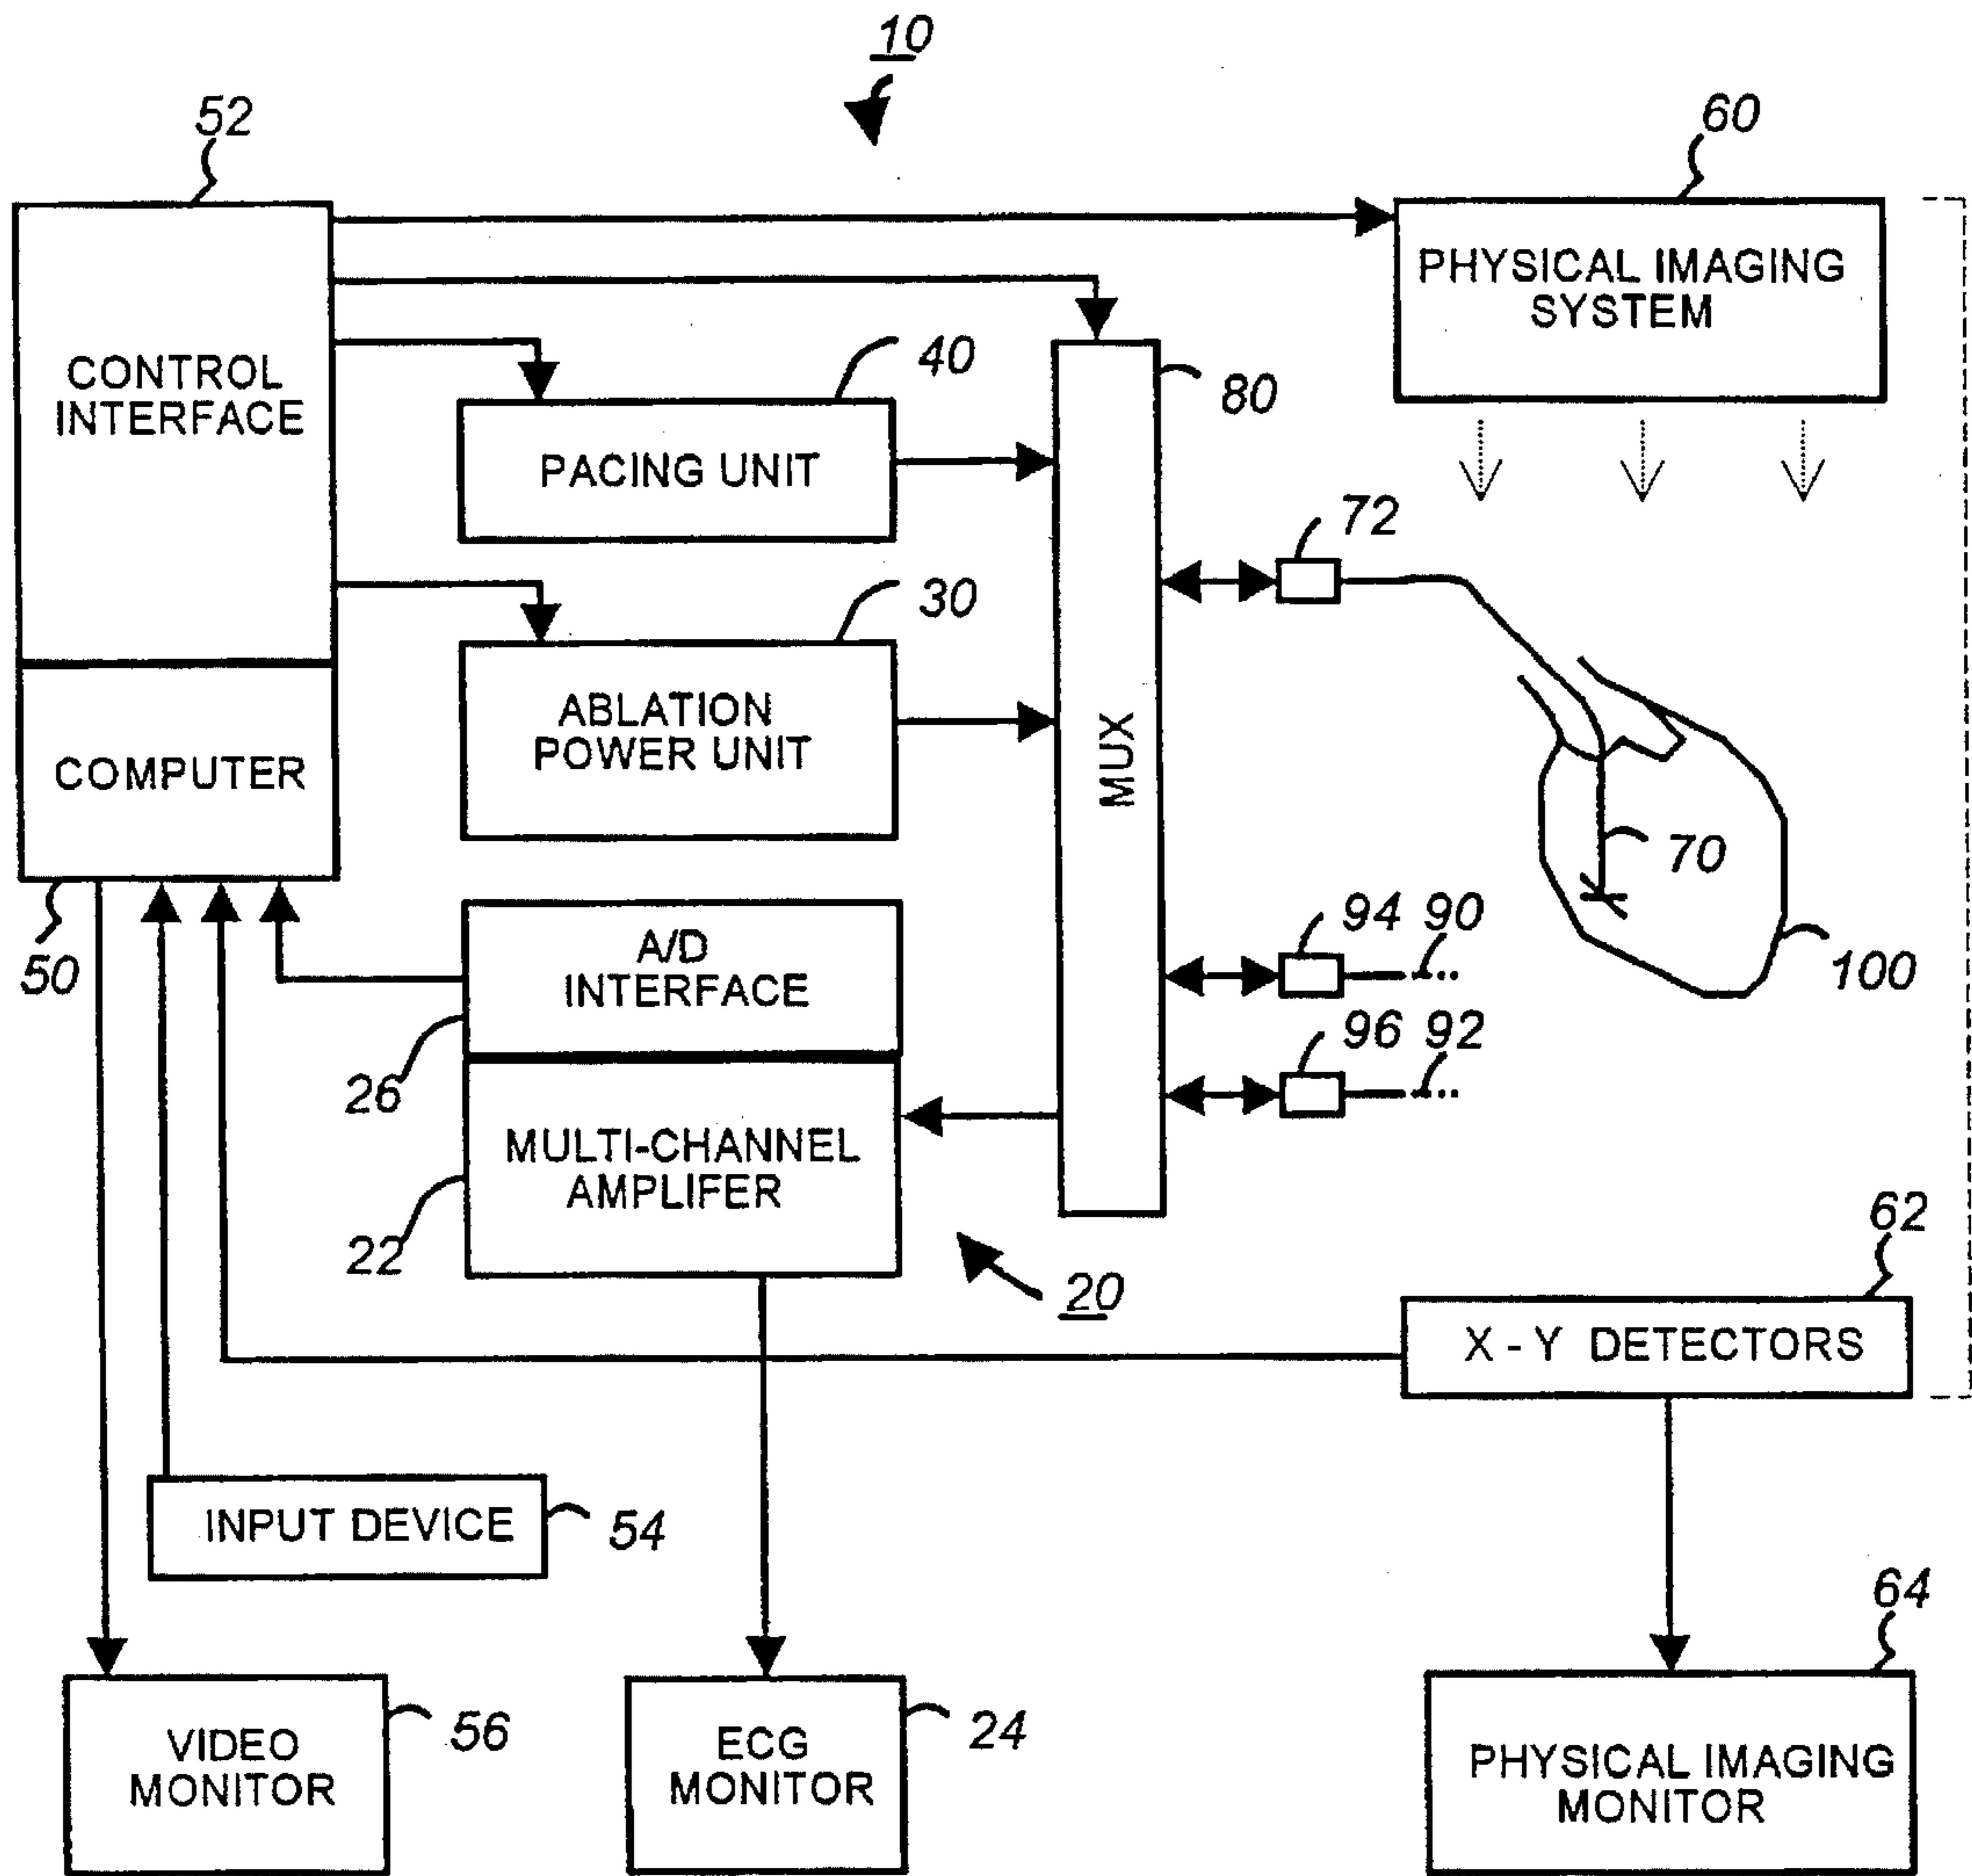 10
52
60
PHYSICAL IMAGING
SYSTEM
CONTROL
INTERFACE
40
80
PACING UNIT
72
30
ABLATION
POWER UNIT
MUX
COMPUTER
70
50
A/D
INTERFACE
94
90
100
26
96
92
MULTI-CHANNEL
AMPLIFER
22
20
62
X - Y DETECTORS
INPUT DEVICE
54
64
VIDEO
MONITOR
56
ECG
MONITOR
24
PHYSICAL IMAGING
MONITOR